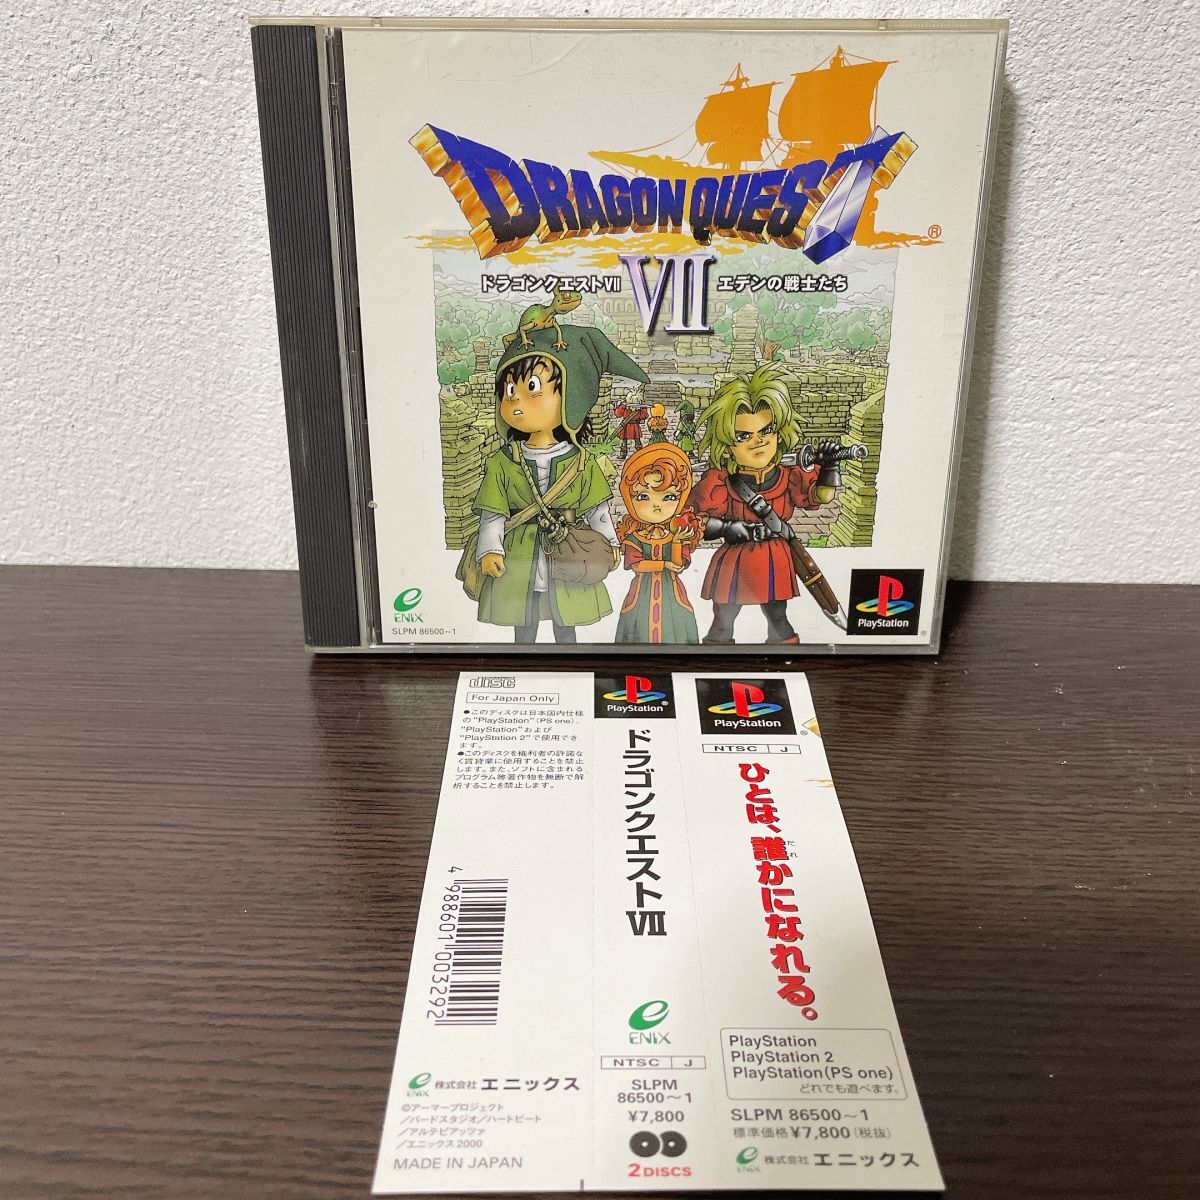 DRAGON QUEST
®
ドラゴンクエストVII
VII
エデンの戦士たち
ENIX
SLPM 86500~1
PlayStation
®
disc
For Japan Only
●このディスクは日本国内仕様
の"PlayStation"(PS one)、
"PlayStation"および
"PlayStation 2"で使用でき
ます。
●このディスクを権利者の許諾な
く賃貸業に使用することを禁止
します。また、ソフトに含まれる
プログラム等著作物を無断で解
析することを禁止します。
4 988601 003292
ENIX 株式会社 エニックス
©アーマープロジェクト
/バードスタジオ/ハートビート
/アルテピアッツァ
/エニックス 2000
MADE IN JAPAN
PlayStation
®
ドラゴンクエストVII
ENIX
NTSC J
SLPM
86500~1
¥7,800
2DISCS
PlayStation
®
NTSC J
ひとは、誰かになれる。
だれ
PlayStation
PlayStation 2
PlayStation(PS one)
どれでも遊べます。
SLPM 86500~1
標準価格¥7,800(税抜)
ENIX 株式会社 エニックス